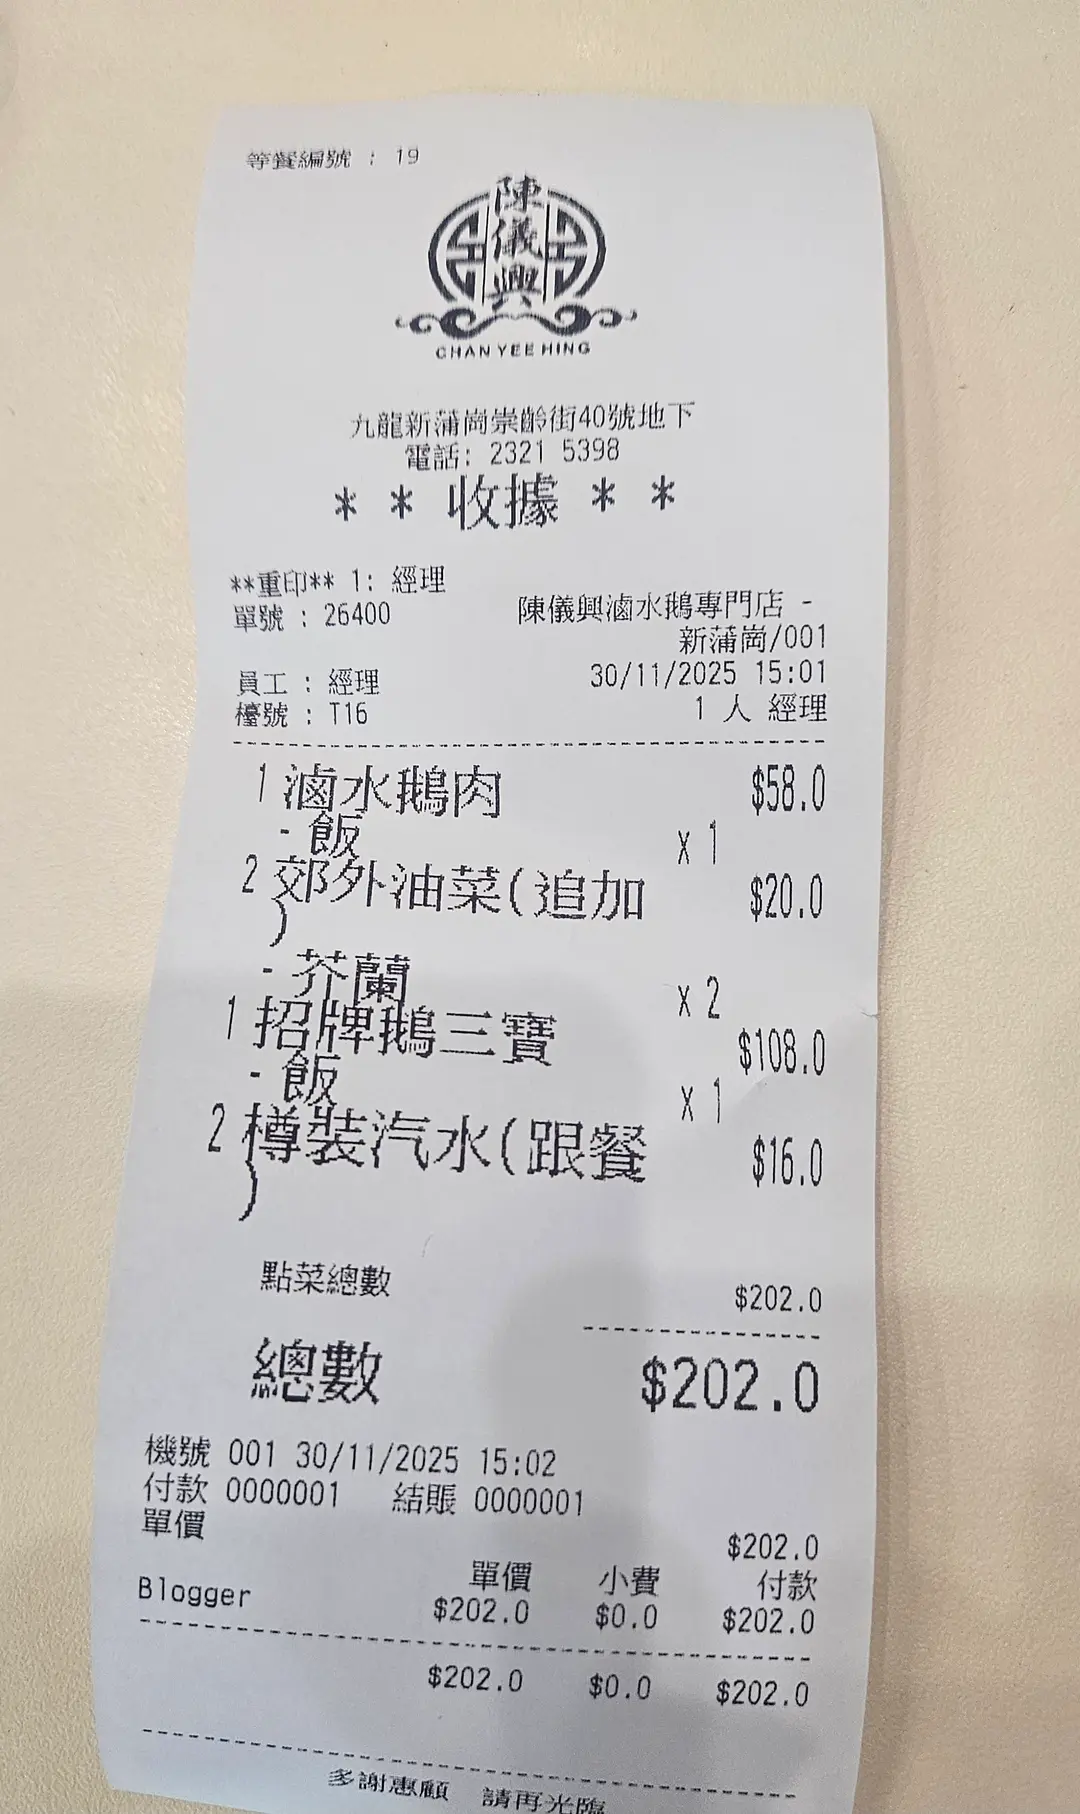 等餐編號 : 19
陳儀興
CHAN YEE HING
九龍新蒲崗崇齡街40號地下
電話: 2321 5398
* * 收據 * *
**重印** 1: 經理
單號 : 26400 陳儀興滷水鵝專門店 -
新蒲崗/001
員工 : 經理 30/11/2025 15:01
檯號 : T16 1 人 經理
1 滷水鵝肉 $58.0
- 飯 x 1
2 郊外油菜(追加 $20.0
)
- 芥蘭 x 2
1 招牌鵝三寶 $108.0
- 飯 x 1
2 樽裝汽水(跟餐 $16.0
)
點菜總數 $202.0
總數 $202.0
機號 001 30/11/2025 15:02
付款 0000001 結賬 0000001
單價 $202.0
單價 小費 付款
Blogger $202.0 $0.0 $202.0
$202.0 $0.0 $202.0
多謝惠顧 請再光臨